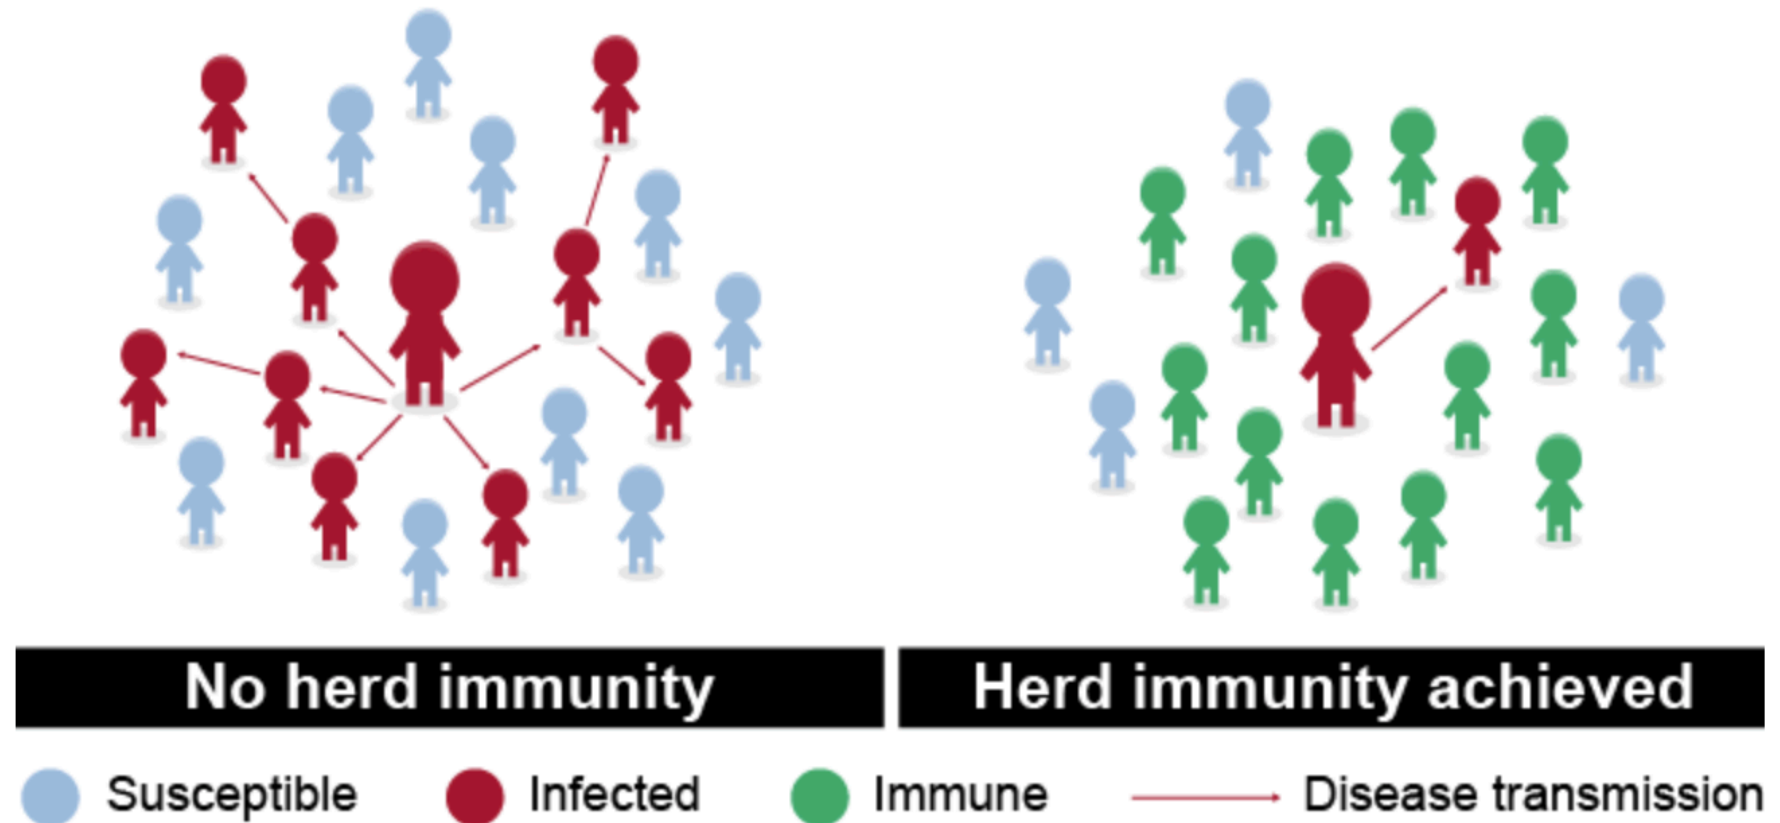 No herd immunity
Herd immunity achieved
Susceptible
Infected
Immune
Disease transmission